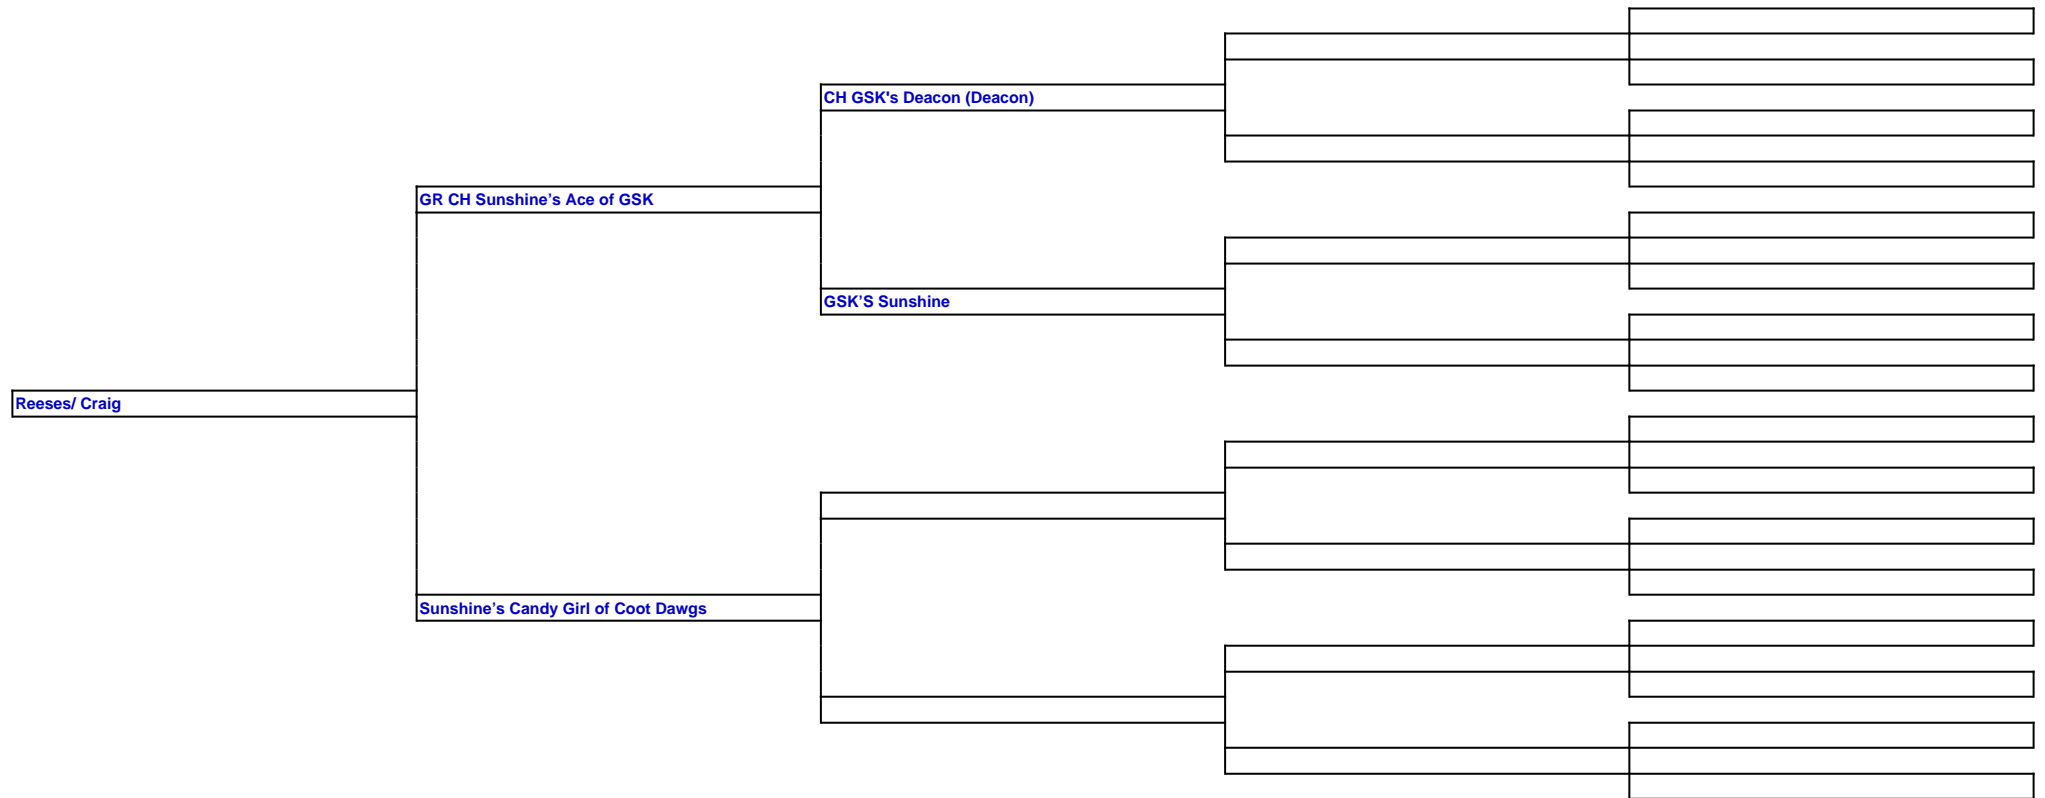 CH GSK's Deacon (Deacon)
GR CH Sunshine’s Ace of GSK
GSK’S Sunshine
Reeses/ Craig
Sunshine’s Candy Girl of Coot Dawgs